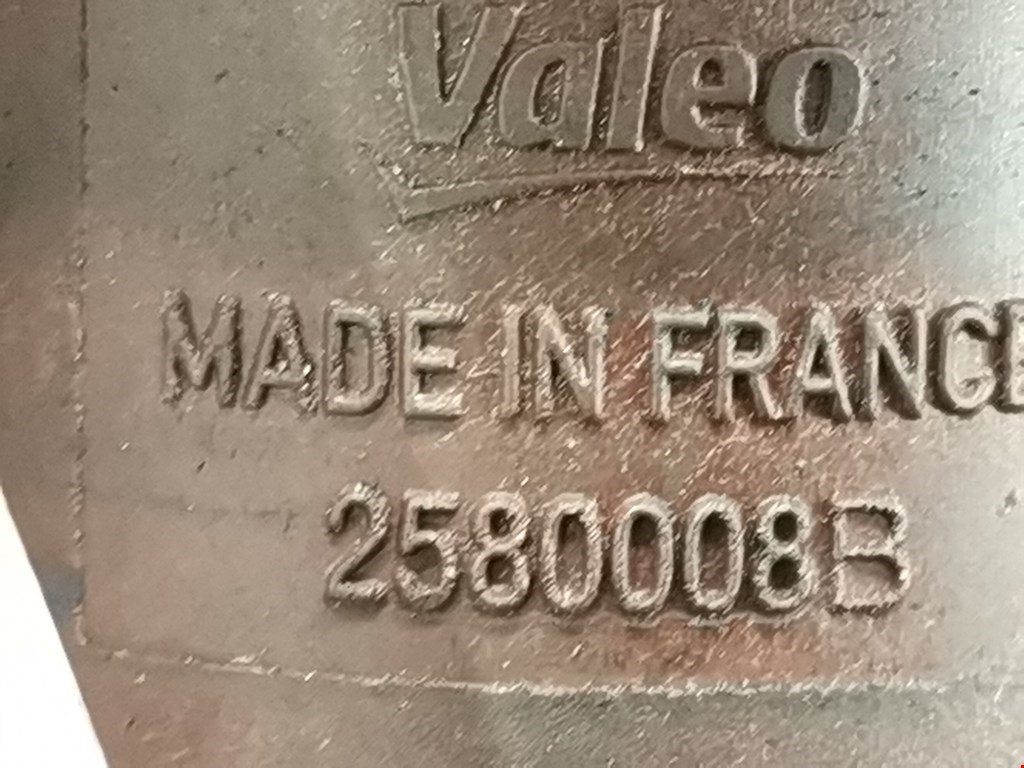 Valeo
MADE IN FRANCE
2580008B